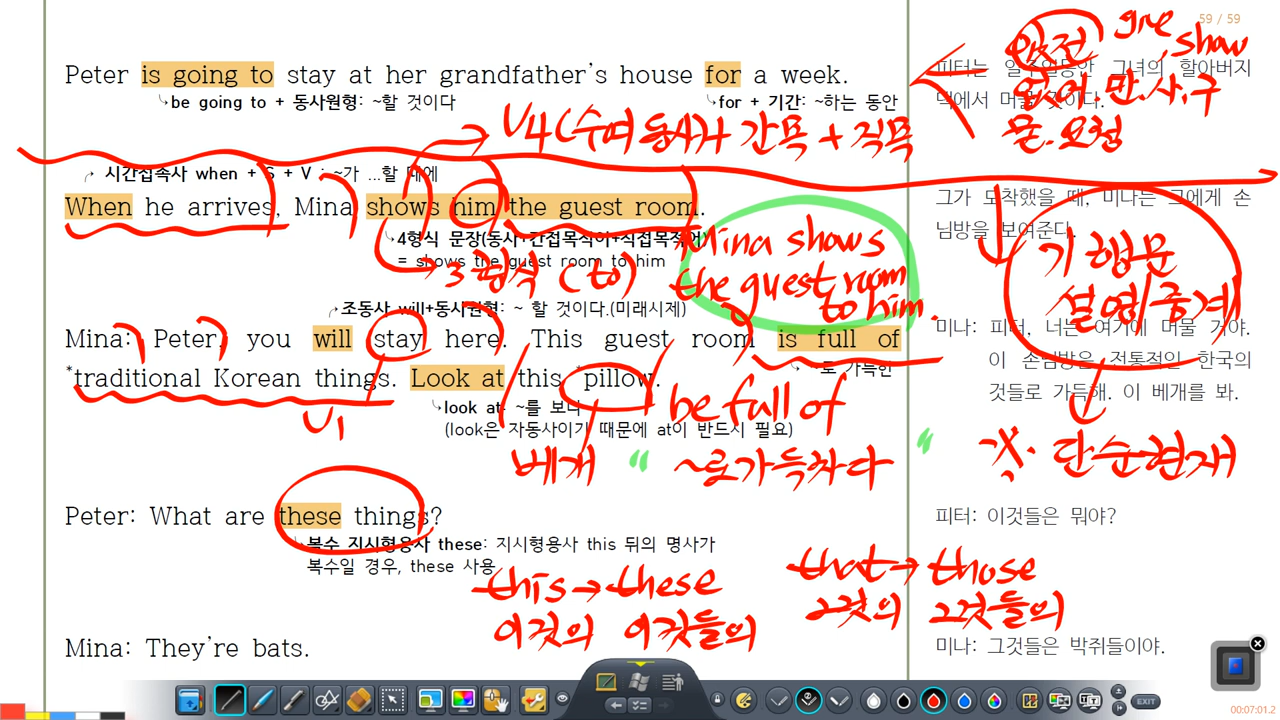 59 / 59
Peter is going to stay at her grandfather's house for a week.
be going to + 동사원형: ~할 것이다
for + 기간: ~하는 동안
피터는 일주일동안 그녀의 할아버지
댁에서 머물 것이다.
give
show
만.사.구
문.요청
V4 (수여동사) + 간목 + 직목
시간접속사 when + S + V : ~가 …할 때에
When he arrives, Mina shows him the guest room.
4형식 문장(동사+간접목적어+직접목적어)
= shows the guest room to him
3형식 (to)
Mina shows
the guest room
to him.
그가 도착했을 때, 미나는 그에게 손
님방을 보여준다.
기행문
설명/중계
조동사 will+동사원형: ~ 할 것이다.(미래시제)
Mina: Peter, you will stay here. This guest room is full of
*traditional Korean things. Look at this *pillow.
~로 가득한
look at ~를 보다
(look은 자동사이기 때문에 at이 반드시 필요)
V1
베개
be full of
" ~로 가득차다 "
미나: 피터, 너는 여기에 머물 거야.
이 손님방은 전통적인 한국의
것들로 가득해. 이 베개를 봐.
※. 단순현재
Peter: What are these things?
복수 지시형용사 these: 지시형용사 this 뒤의 명사가
복수일 경우, these 사용
피터: 이것들은 뭐야?
this → these
이것의 이것들의
that → those
그것의 그것들의
Mina: They're bats.
미나: 그것들은 박쥐들이야.
EXIT
00:07:01.2